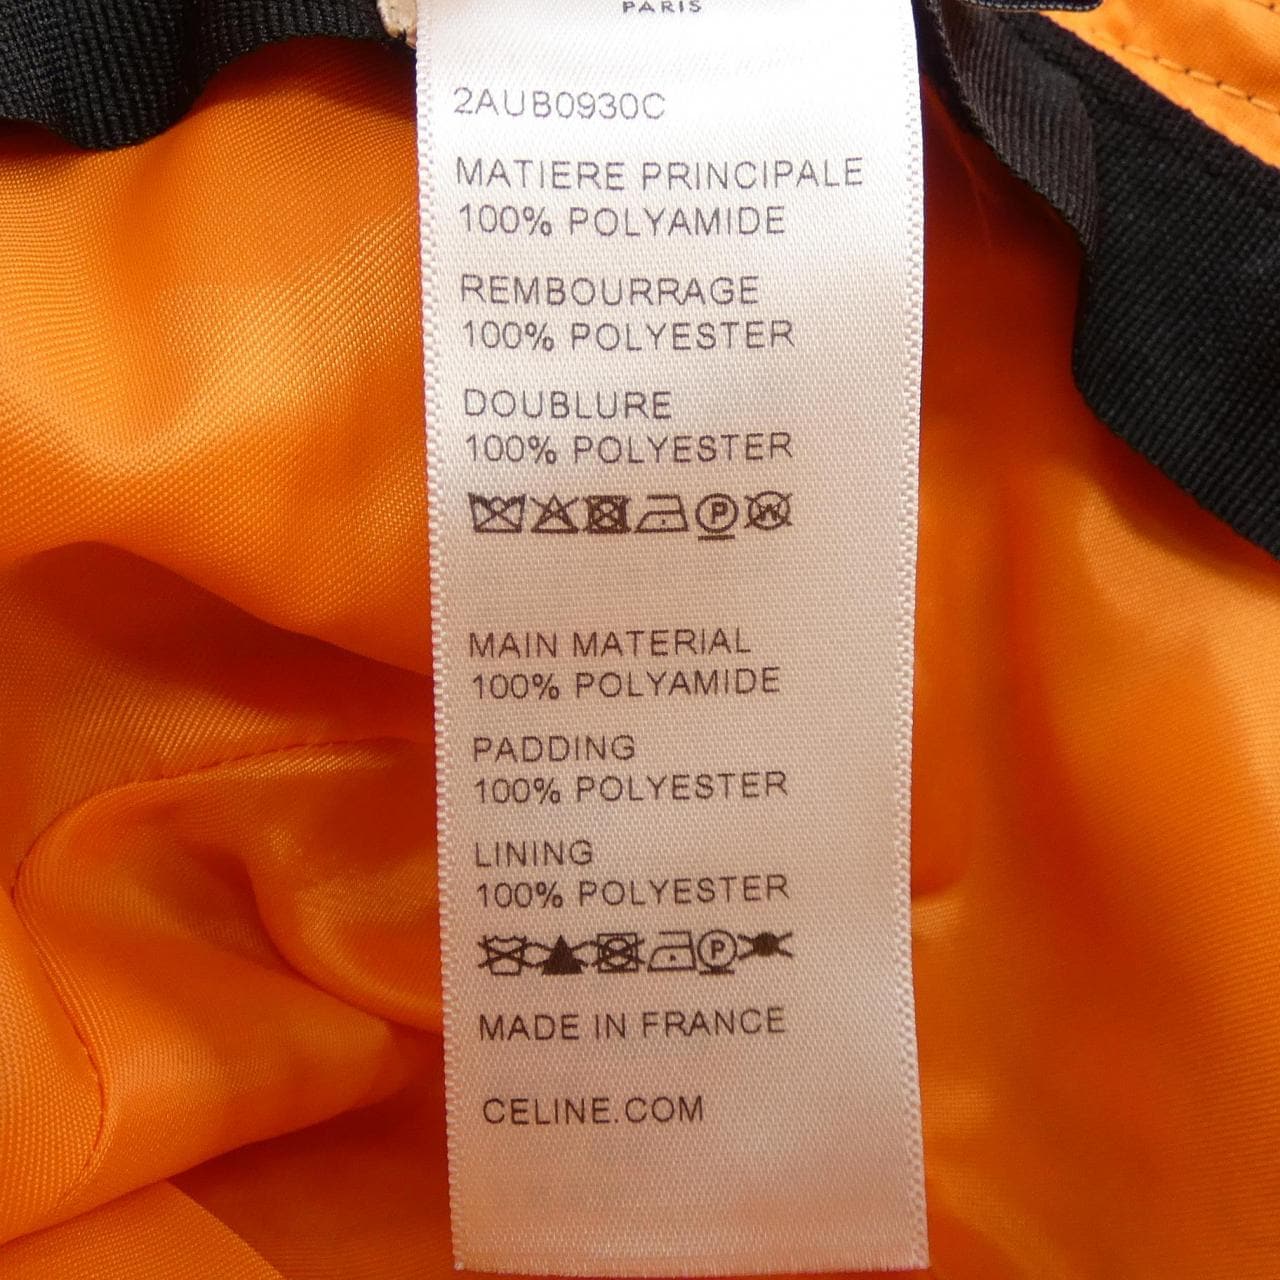 PARIS
2AUB0930C
MATIERE PRINCIPALE
100% POLYAMIDE
REMBOURRAGE
100% POLYESTER
DOUBLURE
100% POLYESTER
MAIN MATERIAL
100% POLYAMIDE
PADDING
100% POLYESTER
LINING
100% POLYESTER
MADE IN FRANCE
CELINE.COM